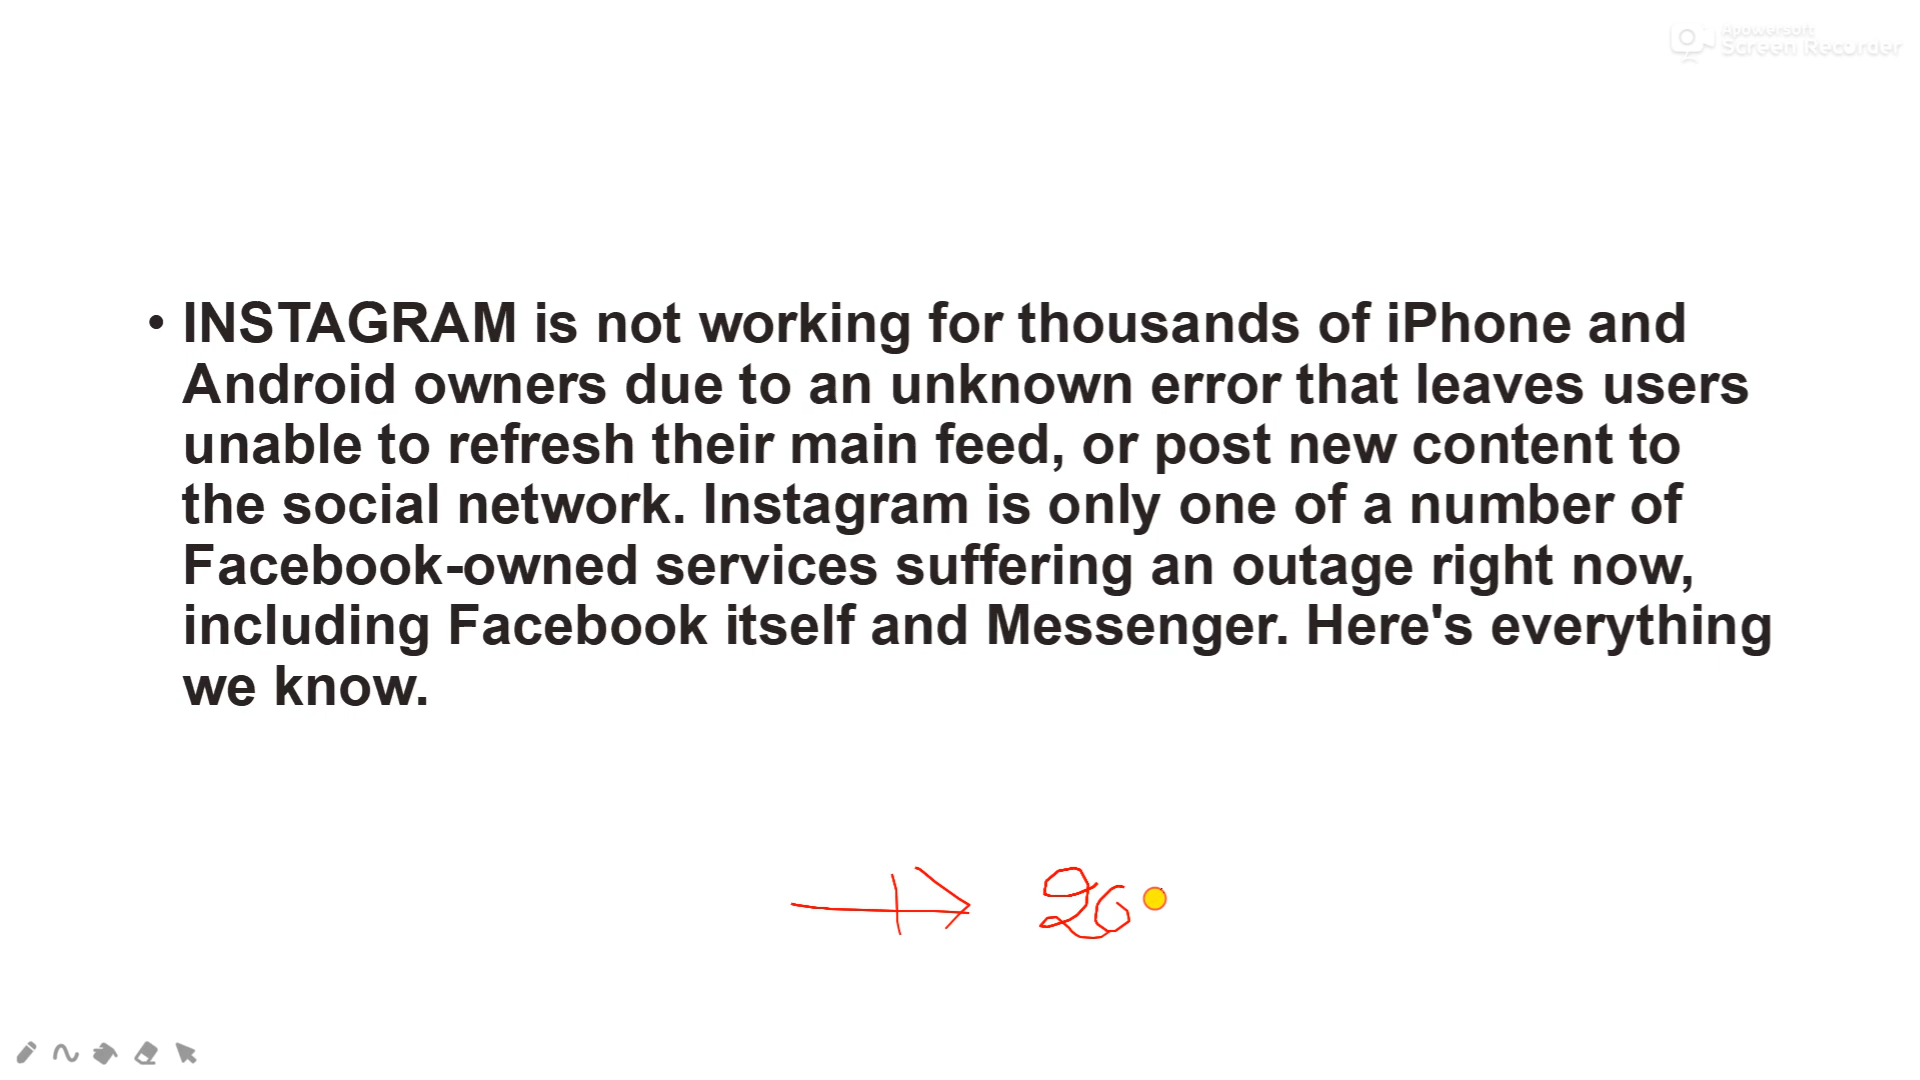 Apowersoft
Screen Recorder
• INSTAGRAM is not working for thousands of iPhone and
Android owners due to an unknown error that leaves users
unable to refresh their main feed, or post new content to
the social network. Instagram is only one of a number of
Facebook-owned services suffering an outage right now,
including Facebook itself and Messenger. Here's everything
we know.